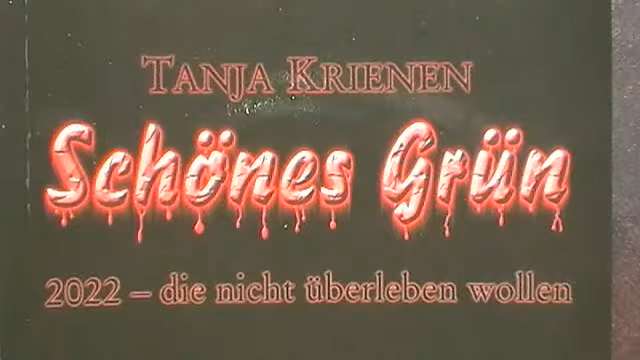 TANJA KRIENEN
Schönes Grün
2022 – die nicht überleben wollen